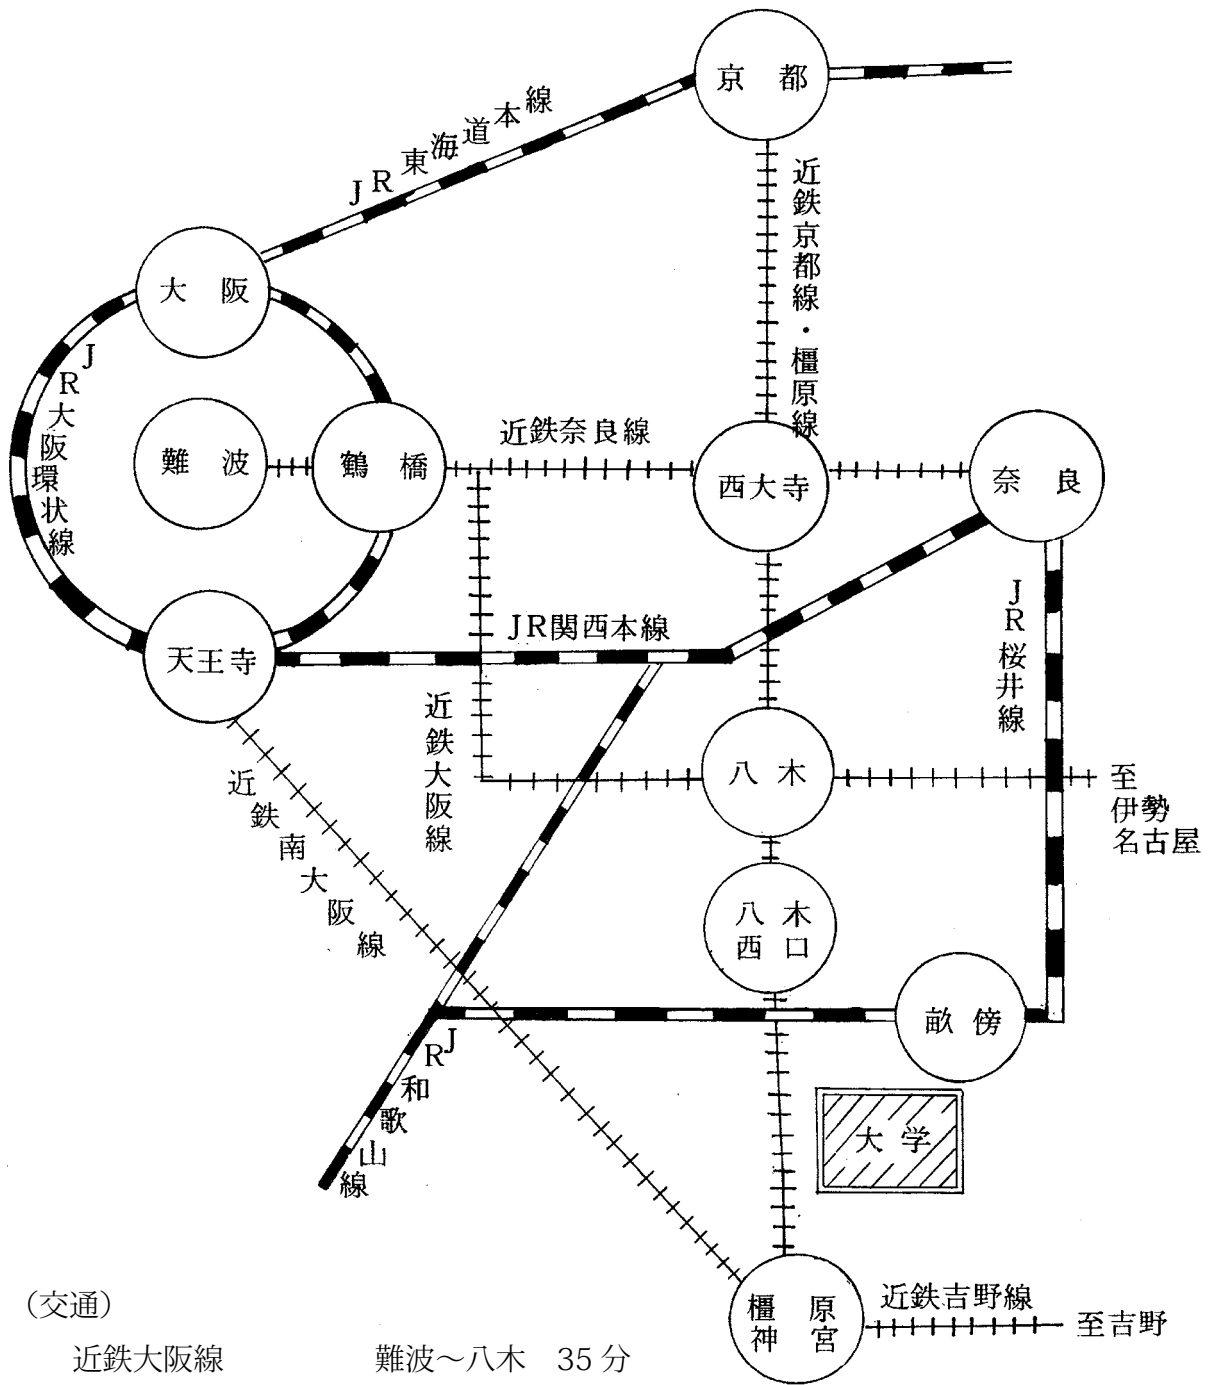 京 都
JR東海道本線
近鉄京都線・橿原線
大 阪
JR大阪環状線
難 波
鶴 橋
近鉄奈良線
西大寺
奈 良
JR関西本線
JR桜井線
天王寺
近鉄大阪線
近鉄南大阪線
八 木
至
伊勢
名古屋
八 木
西 口
畝 傍
JR和歌山線
大 学
橿 原
神 宮
近鉄吉野線
至吉野
（交通）
近鉄大阪線 難波～八木 35分